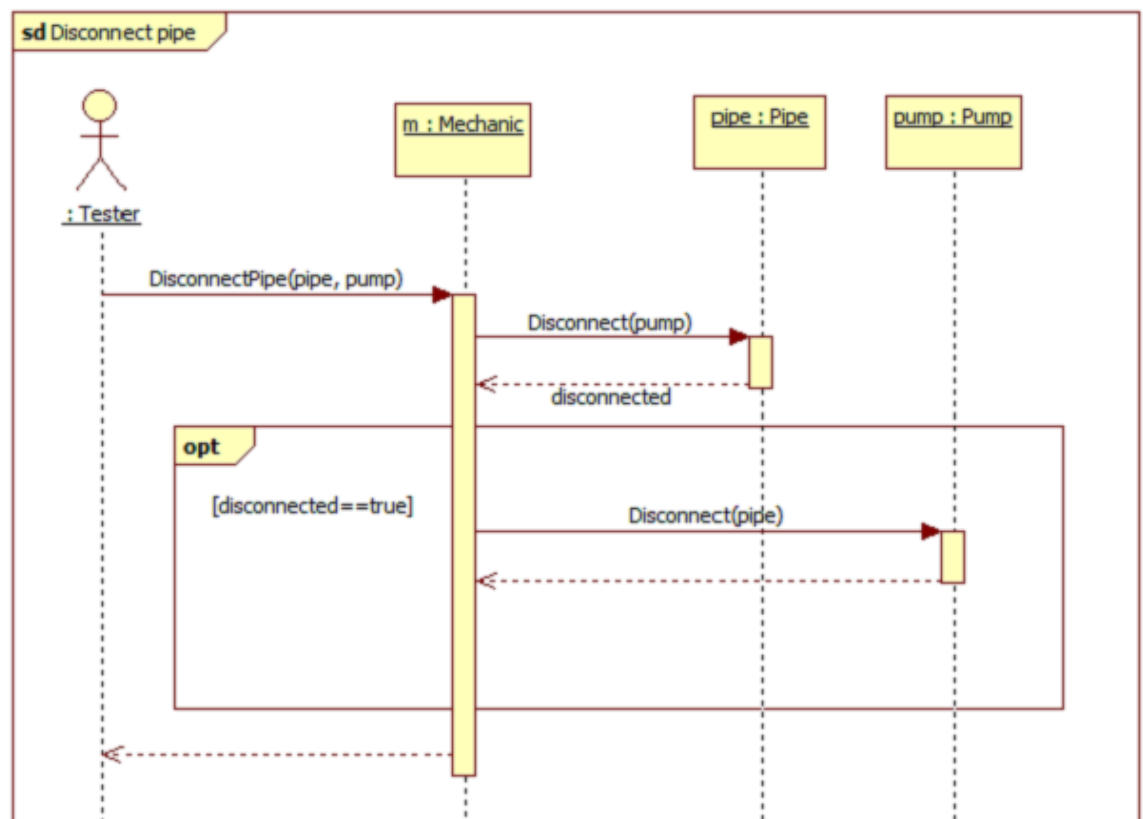 sd Disconnect pipe
m : Mechanic
pipe : Pipe
pump : Pump
: Tester
DisconnectPipe(pipe, pump)
Disconnect(pump)
disconnected
opt
[disconnected==true]
Disconnect(pipe)